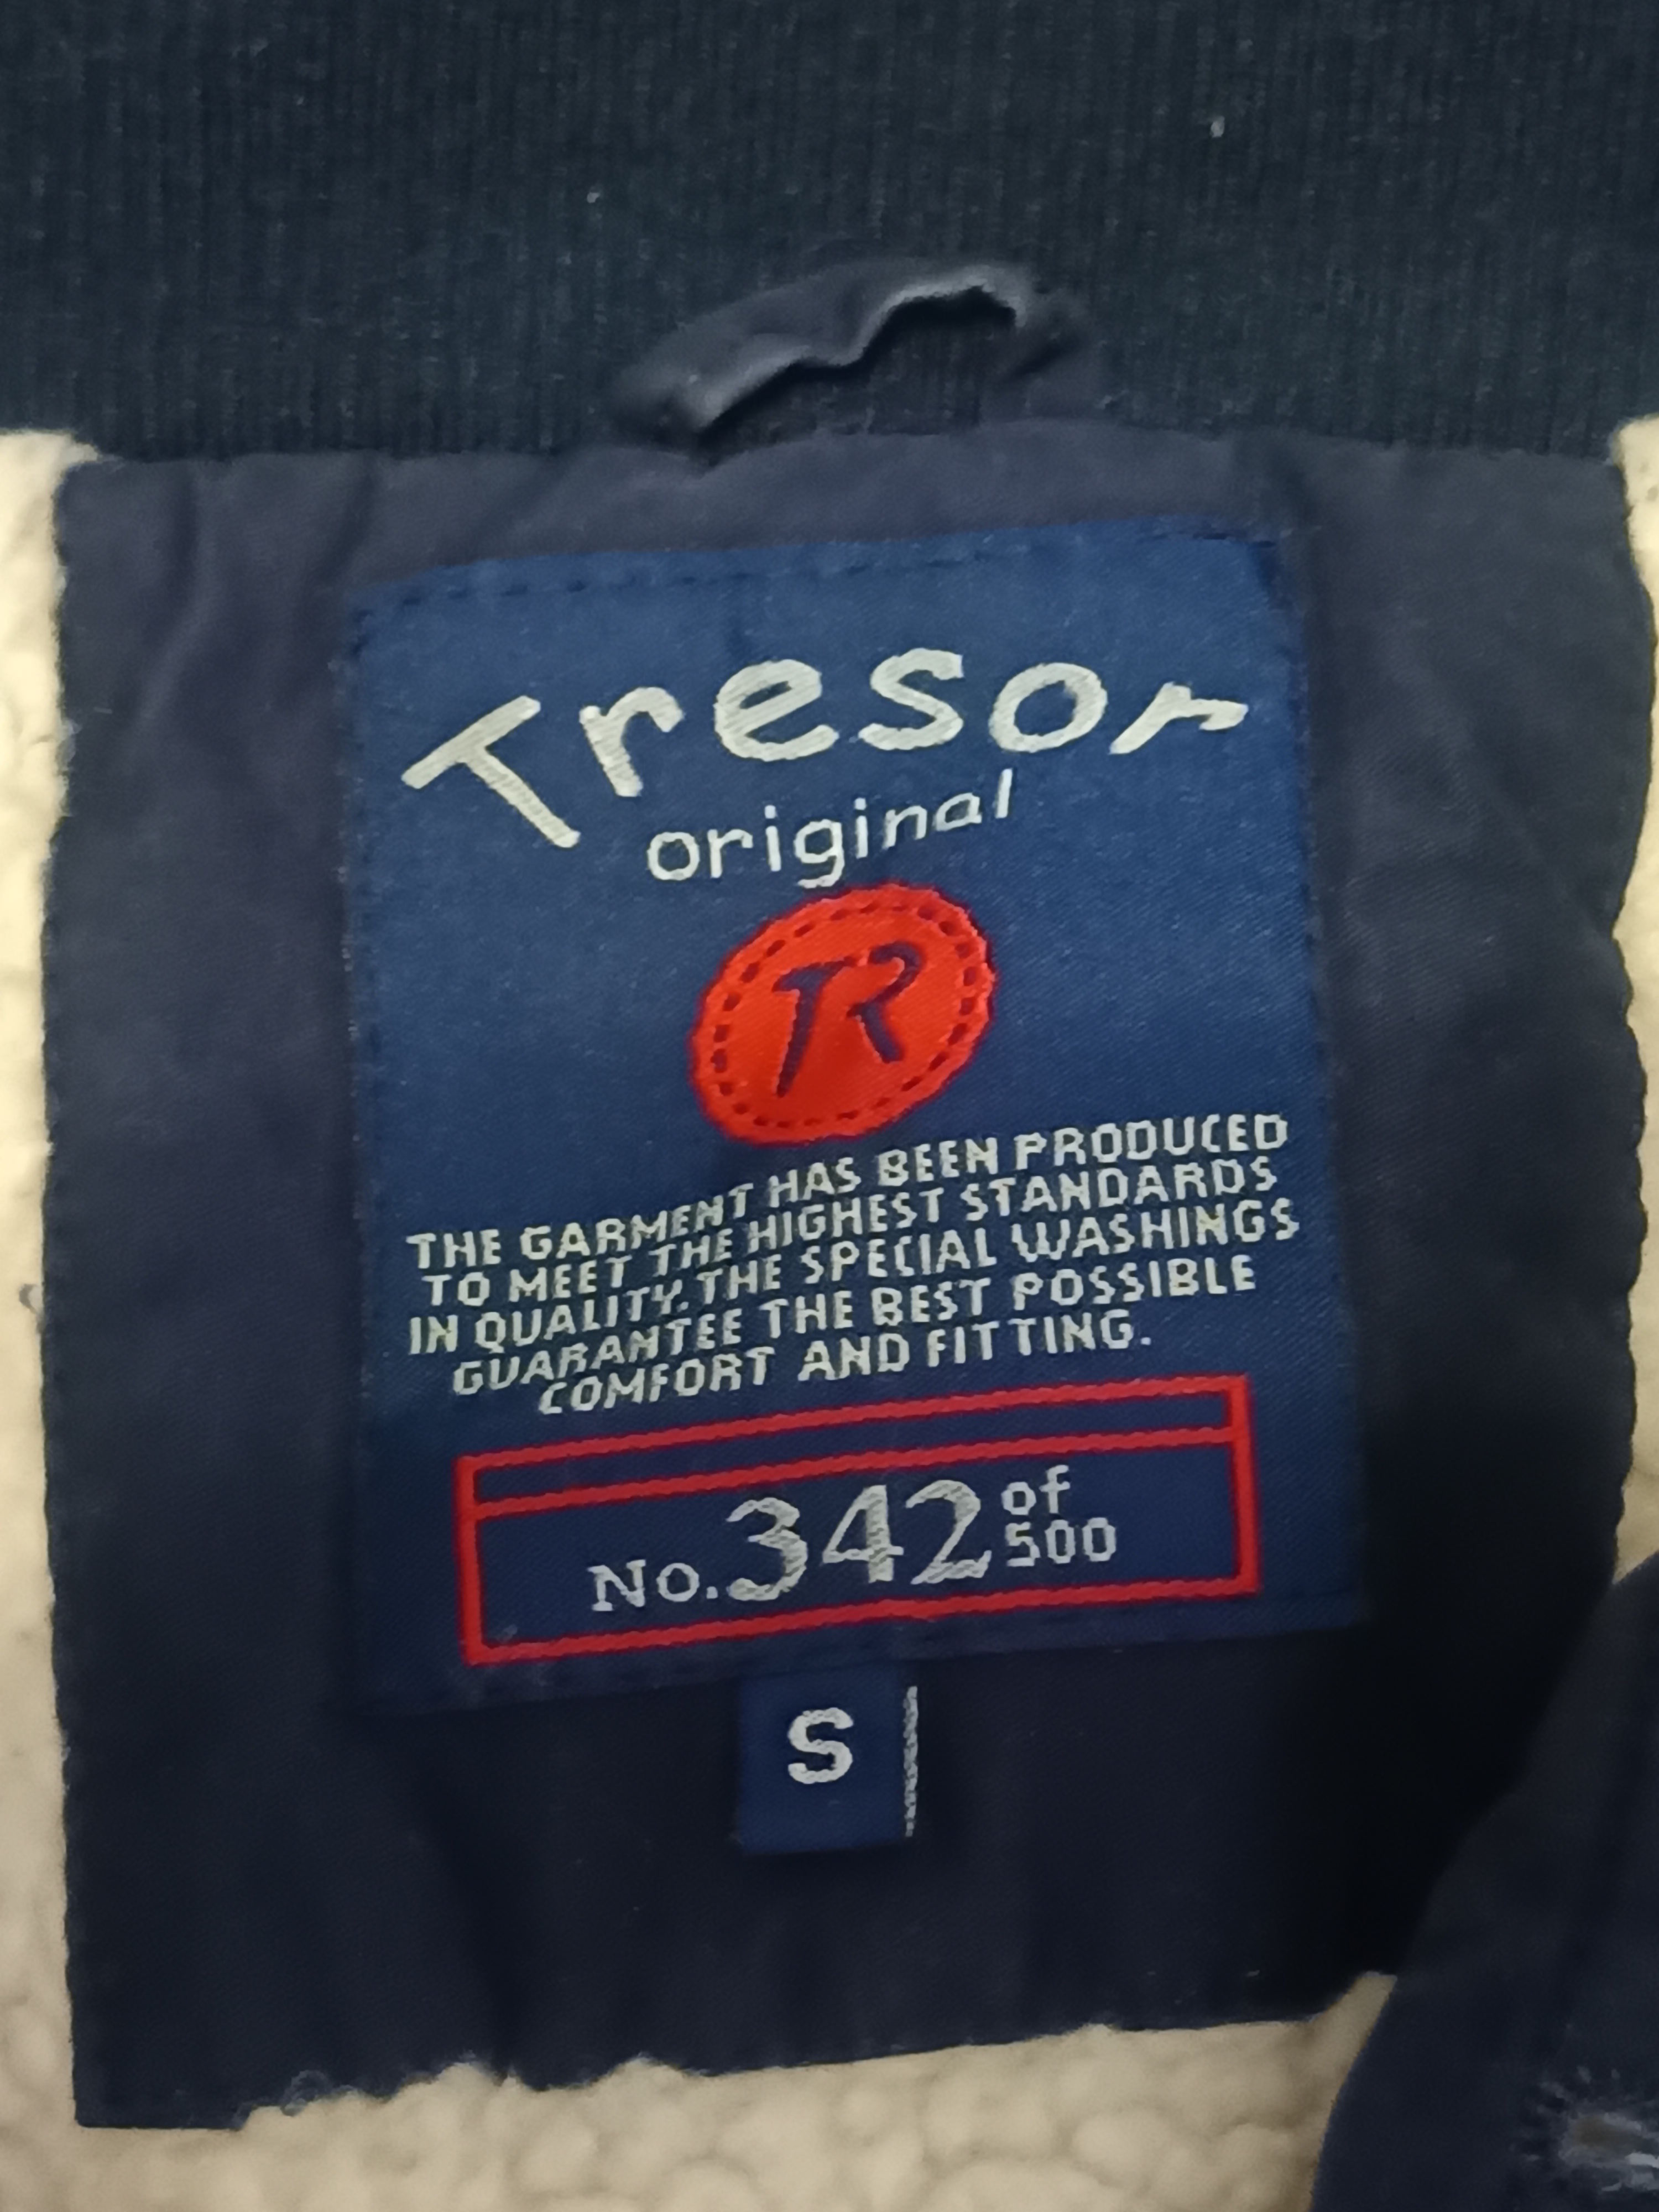 Tresor
original
TR
THE GARMENT HAS BEEN PRODUCED
TO MEET THE HIGHEST STANDARDS
IN QUALITY. THE SPECIAL WASHINGS
GUARANTEE THE BEST POSSIBLE
COMFORT AND FITTING.
No. 342 of 500
S